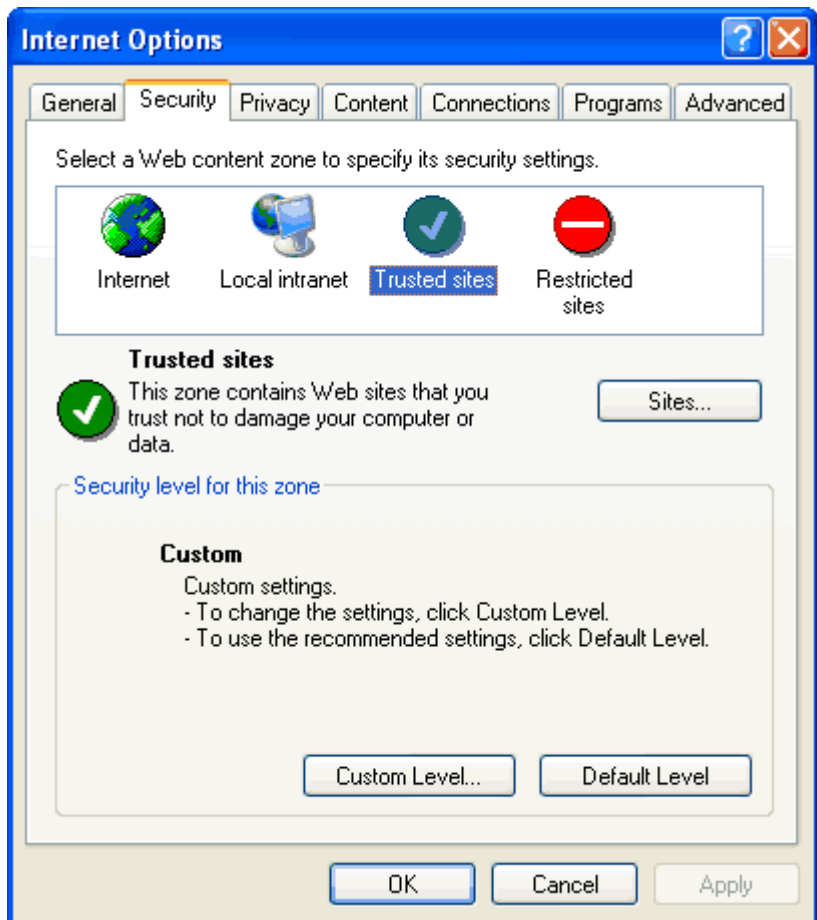 Internet Options
General Security Privacy Content Connections Programs Advanced
Select a Web content zone to specify its security settings.
Internet Local intranet Trusted sites Restricted
sites
Trusted sites
This zone contains Web sites that you
trust not to damage your computer or
data.
Sites...
Security level for this zone
Custom
Custom settings.
- To change the settings, click Custom Level.
- To use the recommended settings, click Default Level.
Custom Level... Default Level
OK Cancel Apply